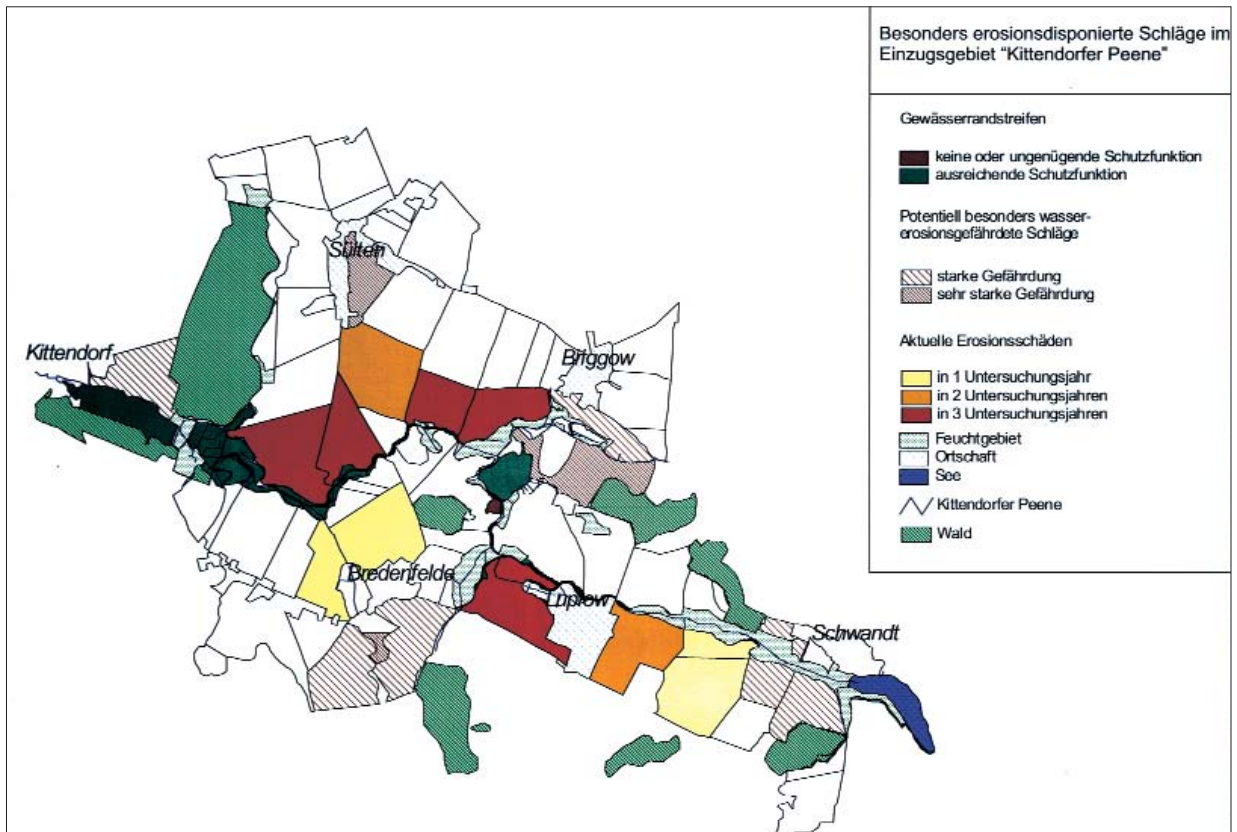 Besonders erosionsdisponierte Schläge im
Einzugsgebiet "Kittendorfer Peene"
Gewässerrandstreifen
keine oder ungenügende Schutzfunktion
ausreichende Schutzfunktion
Potentiell besonders wasser-
erosionsgefährdete Schläge
starke Gefährdung
sehr starke Gefährdung
Aktuelle Erosionsschäden
in 1 Untersuchungsjahr
in 2 Untersuchungsjahren
in 3 Untersuchungsjahren
Feuchtgebiet
Ortschaft
See
Kittendorfer Peene
Wald
Sülten
Kittendorf
Briggow
Bredenfelde
Luplow
Schwandt